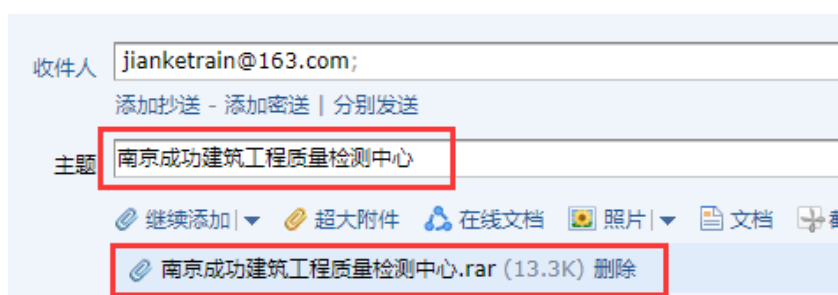 收件人 jianketrain@163.com;
添加抄送 - 添加密送 | 分别发送
主题 南京成功建筑工程质量检测中心
继续添加 | 超大附件 在线文档 照片 | 文档
南京成功建筑工程质量检测中心.rar (13.3K) 删除